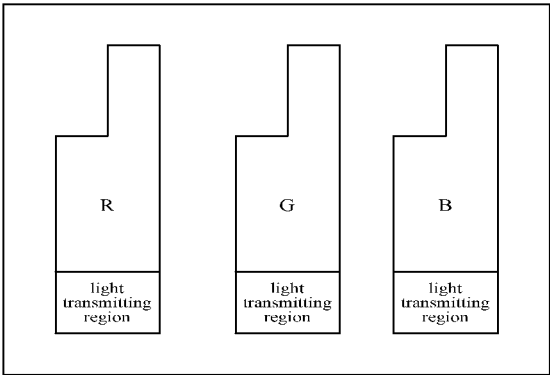 R
G
B
light
transmitting
region
light
transmitting
region
light
transmitting
region